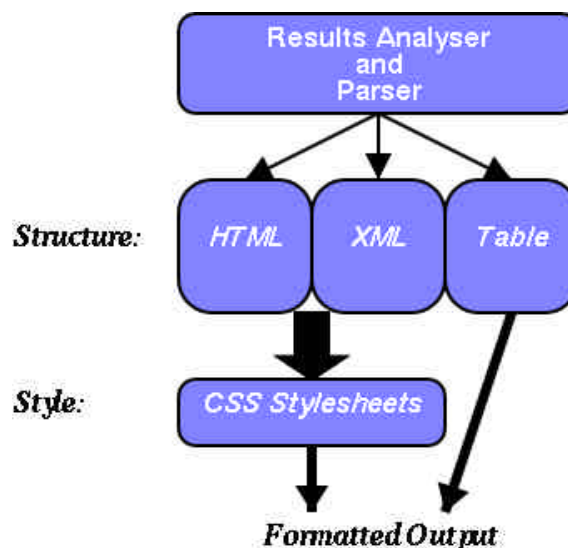 Results Analyser
and
Parser
Structure:
HTML
XML
Table
Style:
CSS Stylesheets
Formatted Output